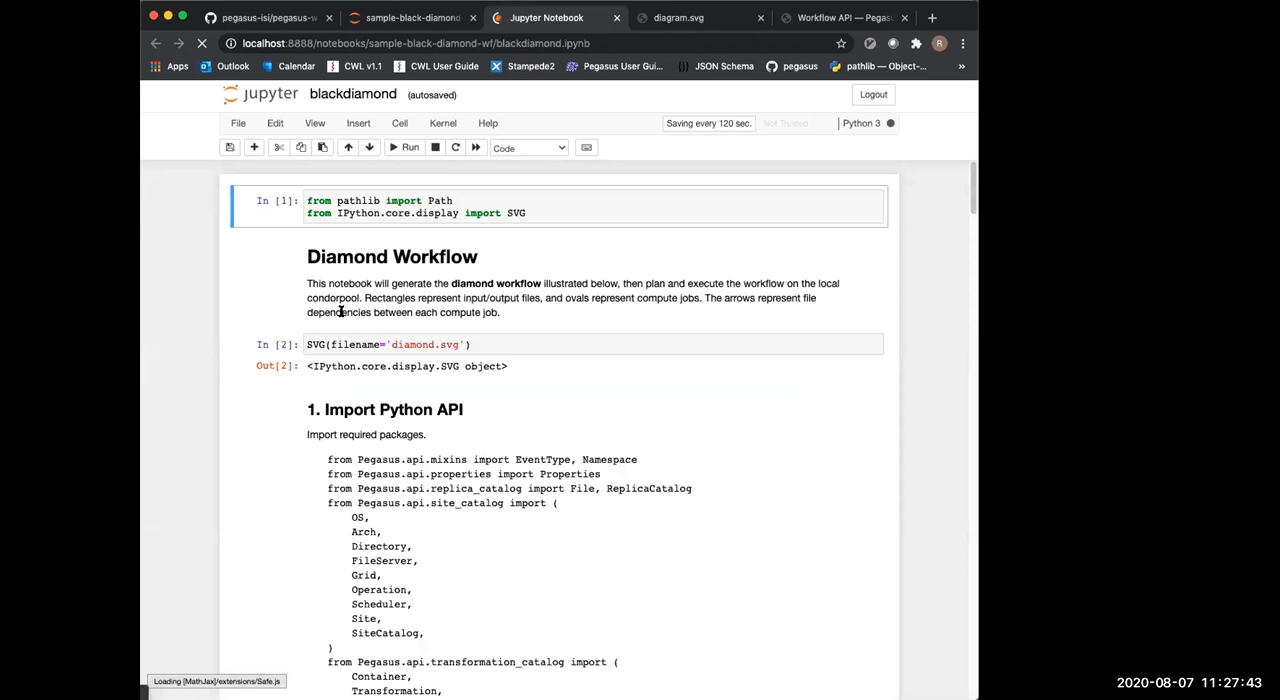 pegasus-isi/pegasus-w
sample-black-diamond
Jupyter Notebook
diagram.svg
Workflow API — Pegas
localhost:8888/notebooks/sample-black-diamond-wf/blackdiamond.ipynb
R
Apps
Outlook
Calendar
CWL v1.1
CWL User Guide
Stampede2
Pegasus User Gui...
JSON Schema
pegasus
pathlib — Object-...
»
jupyter
blackdiamond
(autosaved)
Logout
File
Edit
View
Insert
Cell
Kernel
Help
Saving every 120 sec.
Not Trusted
Python 3
Run
Code
In [1]:
from pathlib import Path
from IPython.core.display import SVG
Diamond Workflow
This notebook will generate the diamond workflow illustrated below, then plan and execute the workflow on the local
condorpool. Rectangles represent input/output files, and ovals represent compute jobs. The arrows represent file
dependencies between each compute job.
In [2]:
SVG(filename='diamond.svg')
Out[2]:
<IPython.core.display.SVG object>
1. Import Python API
Import required packages.
from Pegasus.api.mixins import EventType, Namespace
from Pegasus.api.properties import Properties
from Pegasus.api.replica_catalog import File, ReplicaCatalog
from Pegasus.api.site_catalog import (
OS,
Arch,
Directory,
FileServer,
Grid,
Operation,
Scheduler,
Site,
SiteCatalog,
)
from Pegasus.api.transformation_catalog import (
Container,
Transformation,
Loading [MathJax]/extensions/Safe.js
2020-08-07 11:27:43